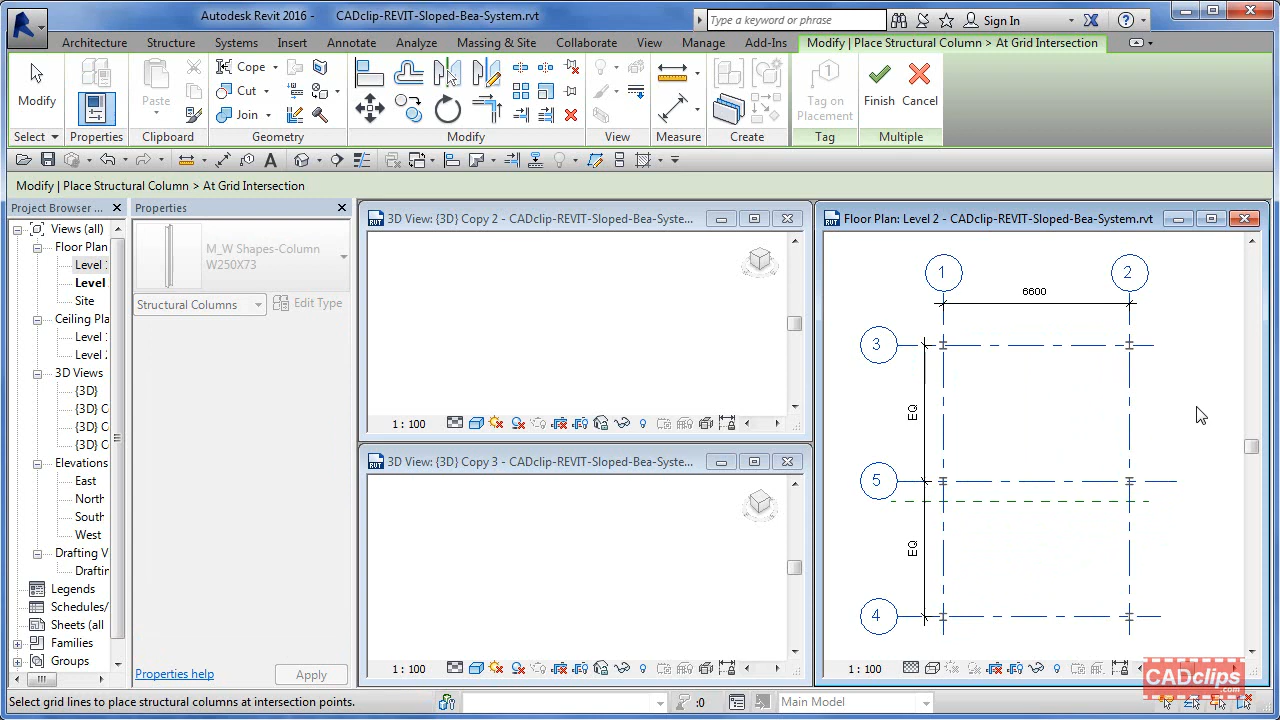 Autodesk Revit 2016 - CADclip-REVIT-Sloped-Bea-System.rvt
Type a keyword or phrase
Sign In
Architecture Structure Systems Insert Annotate Analyze Massing & Site Collaborate View Manage Add-Ins Modify | Place Structural Column > At Grid Intersection
Modify
Properties
Paste
Cope
Cut
Join
Tag on
Placement
Finish
Cancel
Select Properties Clipboard Geometry Modify View Measure Create Tag Multiple
Modify | Place Structural Column > At Grid Intersection
Project Browser ...
Views (all)
Floor Plan
Level
Level
Site
Ceiling Pla
Level
Level
3D Views
{3D}
{3D} C
{3D} C
{3D} C
Elevations
East
North
South
West
Drafting V
Draftin
Legends
Schedules/
Sheets (all
Families
Groups
Properties
M_W Shapes-Column
W250X73
Structural Columns
Edit Type
Properties help
Apply
3D View: {3D} Copy 2 - CADclip-REVIT-Sloped-Bea-Syste...
1 : 100
3D View: {3D} Copy 3 - CADclip-REVIT-Sloped-Bea-Syste...
1 : 100
Floor Plan: Level 2 - CADclip-REVIT-Sloped-Bea-System.rvt
1
2
6600
3
EQ
5
EQ
4
1 : 100
CADclips
.com
Select grid lines to place structural columns at intersection points.
:0
Main Model